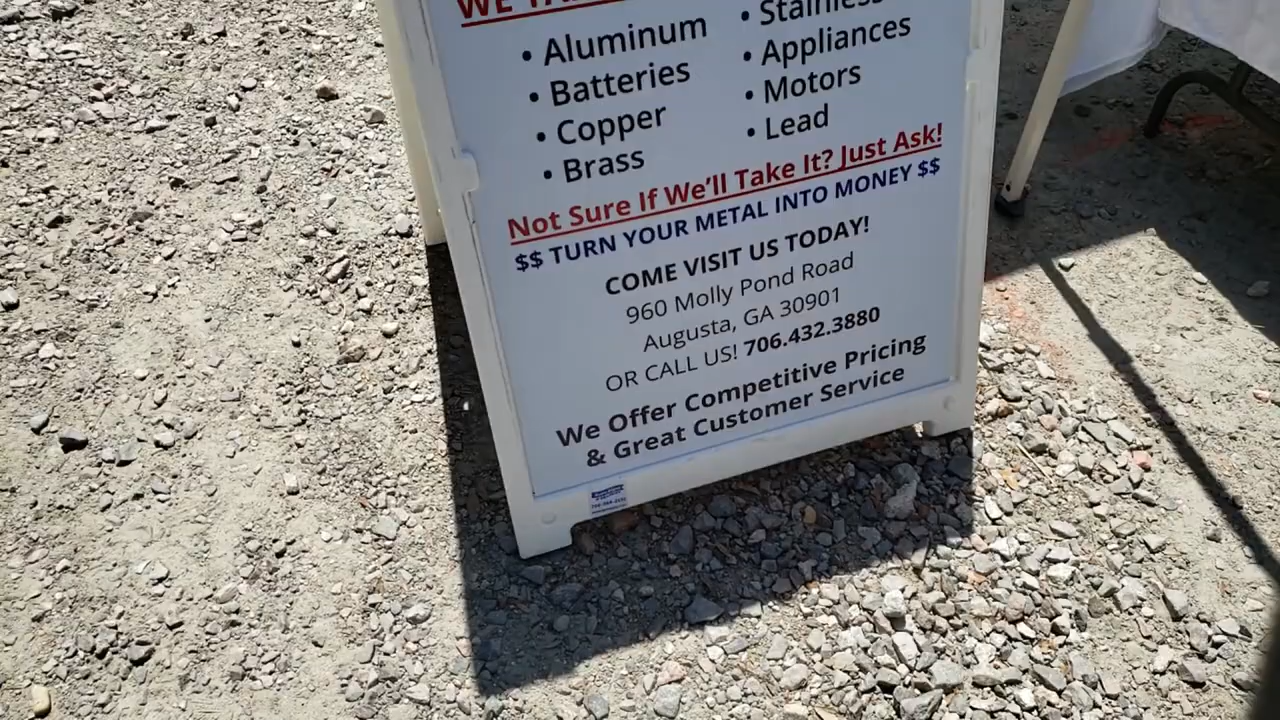 WE TA
• Aluminum
• Batteries
• Copper
• Brass
• Stainless
• Appliances
• Motors
• Lead
Not Sure If We'll Take It? Just Ask!
$$ TURN YOUR METAL INTO MONEY $$
COME VISIT US TODAY!
960 Molly Pond Road
Augusta, GA 30901
OR CALL US! 706.432.3880
We Offer Competitive Pricing
& Great Customer Service